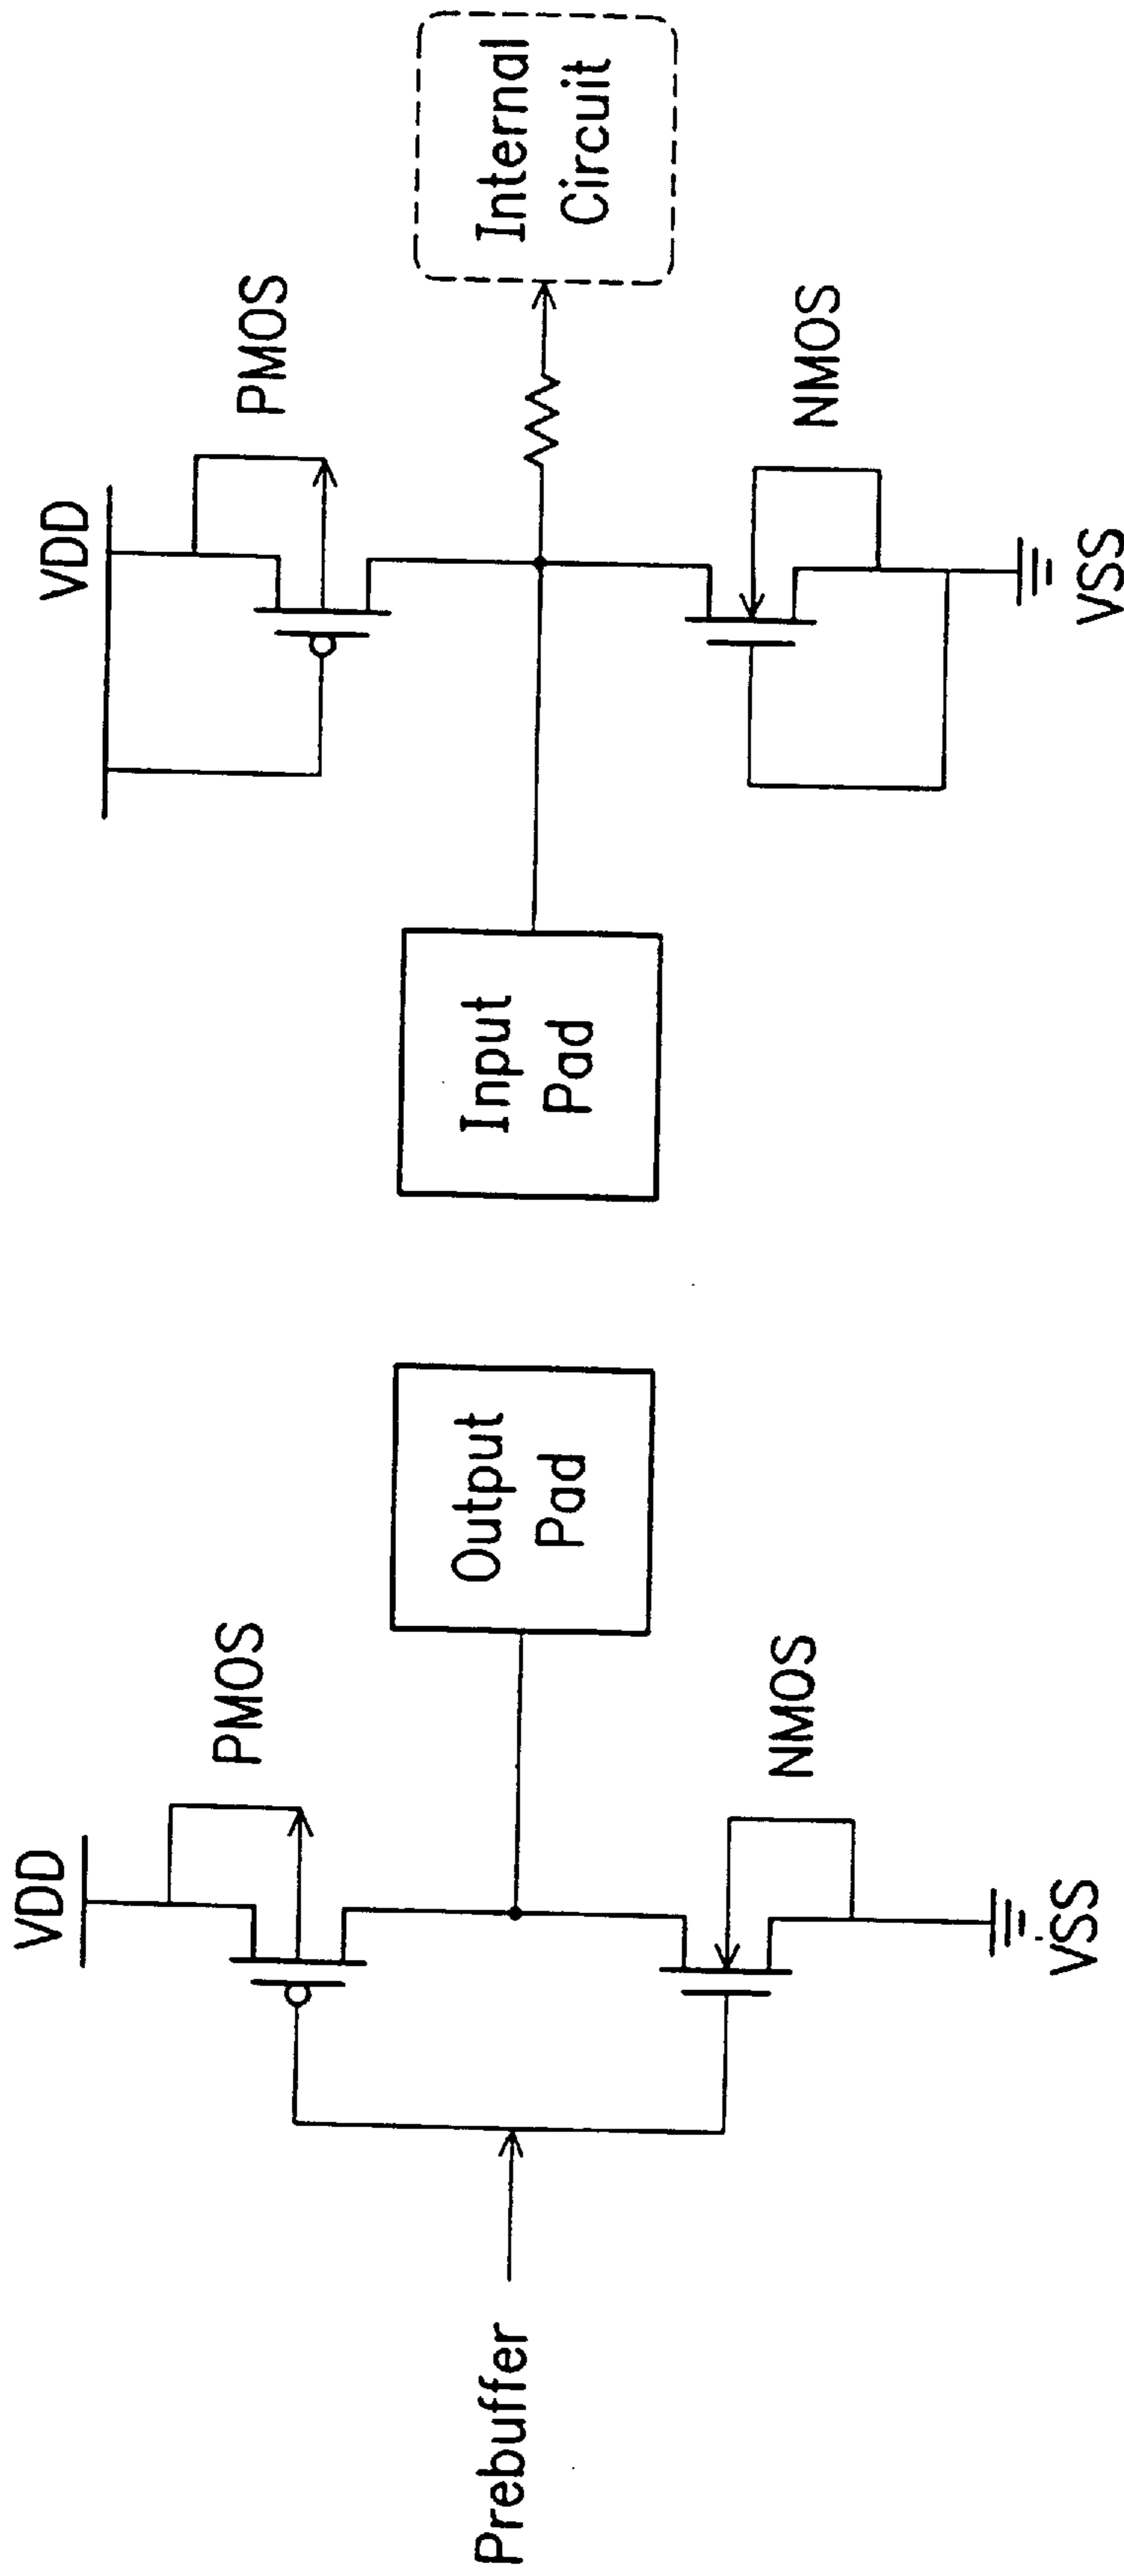 VDD
PMOS
Prebuffer
Output
Pad
NMOS
VSS
VDD
PMOS
Input
Pad
Internal
Circuit
NMOS
VSS